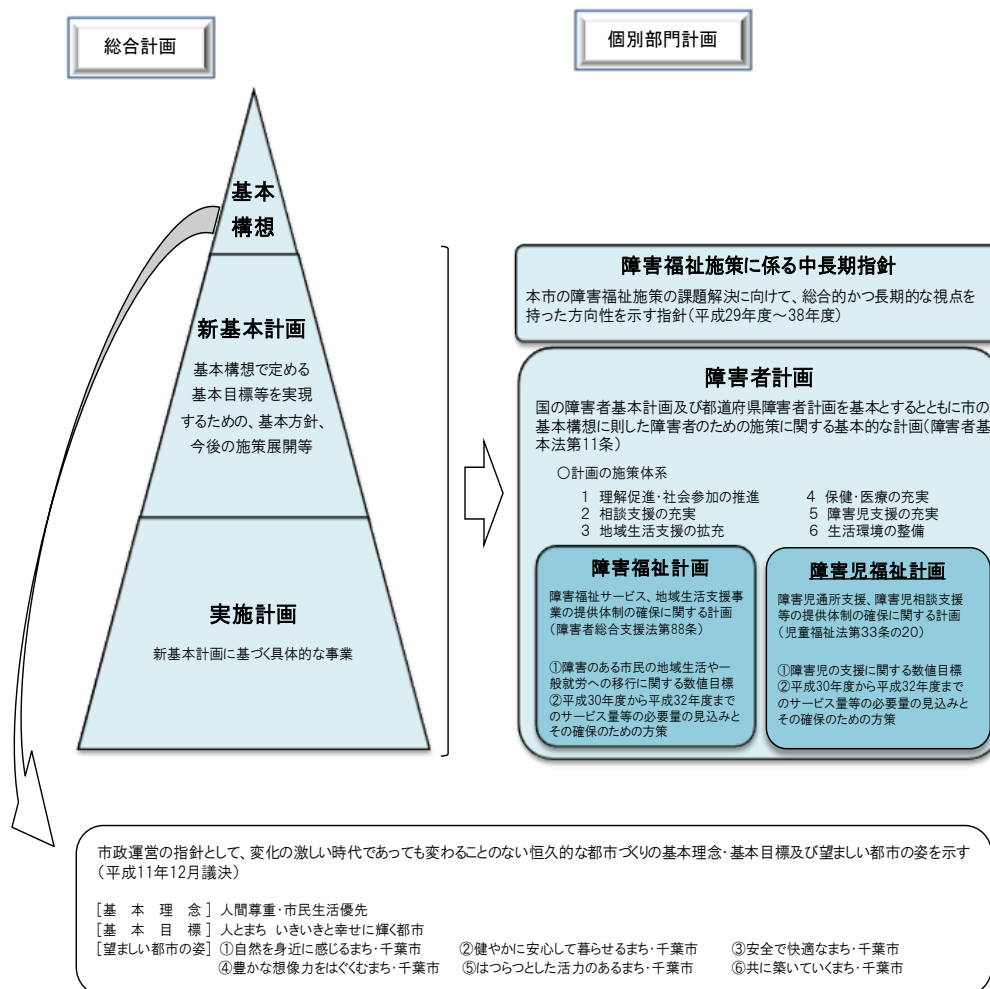 総合計画
個別部門計画
基本
構想
新基本計画
基本構想で定める
基本目標等を実現
するための、基本方針、
今後の施策展開等
実施計画
新基本計画に基づく具体的な事業
障害福祉施策に係る中長期指針
本市の障害福祉施策の課題解決に向けて、総合的かつ長期的な視点を
持った方向性を示す指針(平成29年度～38年度)
障害者計画
国の障害者基本計画及び都道府県障害者計画を基本とするとともに市の
基本構想に則した障害者のための施策に関する基本的な計画(障害者基
本法第11条)
○計画の施策体系
1 理解促進・社会参加の推進
2 相談支援の充実
3 地域生活支援の拡充
4 保健・医療の充実
5 障害児支援の充実
6 生活環境の整備
障害福祉計画
障害福祉サービス、地域生活支援事
業の提供体制の確保に関する計画
(障害者総合支援法第88条)
①障害のある市民の地域生活や一
般就労への移行に関する数値目標
②平成30年度から平成32年度まで
のサービス量等の必要量の見込みと
その確保のための方策
障害児福祉計画
障害児通所支援、障害児相談支援
等の提供体制の確保に関する計画
(児童福祉法第33条の20)
①障害児の支援に関する数値目標
②平成30年度から平成32年度まで
のサービス量等の必要量の見込みと
その確保のための方策
市政運営の指針として、変化の激しい時代であっても変わることのない恒久的な都市づくりの基本理念・基本目標及び望ましい都市の姿を示す
(平成11年12月議決)
[基 本 理 念] 人間尊重・市民生活優先
[基 本 目 標] 人とまち いきいきと幸せに輝く都市
[望ましい都市の姿] ①自然を身近に感じるまち・千葉市 ②健やかに安心して暮らせるまち・千葉市 ③安全で快適なまち・千葉市
④豊かな想像力をはぐくむまち・千葉市 ⑤はつらつとした活力のあるまち・千葉市 ⑥共に築いていくまち・千葉市